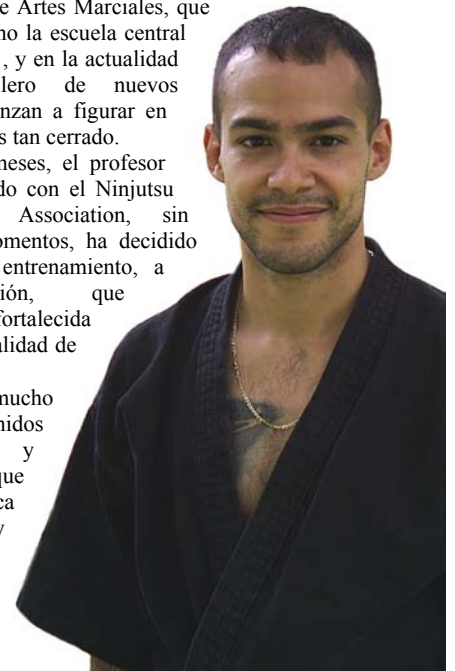 e Artes Marciales, que
no la escuela central
, y en la actualidad
lero de nuevos
nzan a figurar en
s tan cerrado.
neses, el profesor
do con el Ninjutsu
Association, sin
omentos, ha decidido
entrenamiento, a
ión, que
fortalecida
alidad de
mucho
nidos
y
que
ca
y